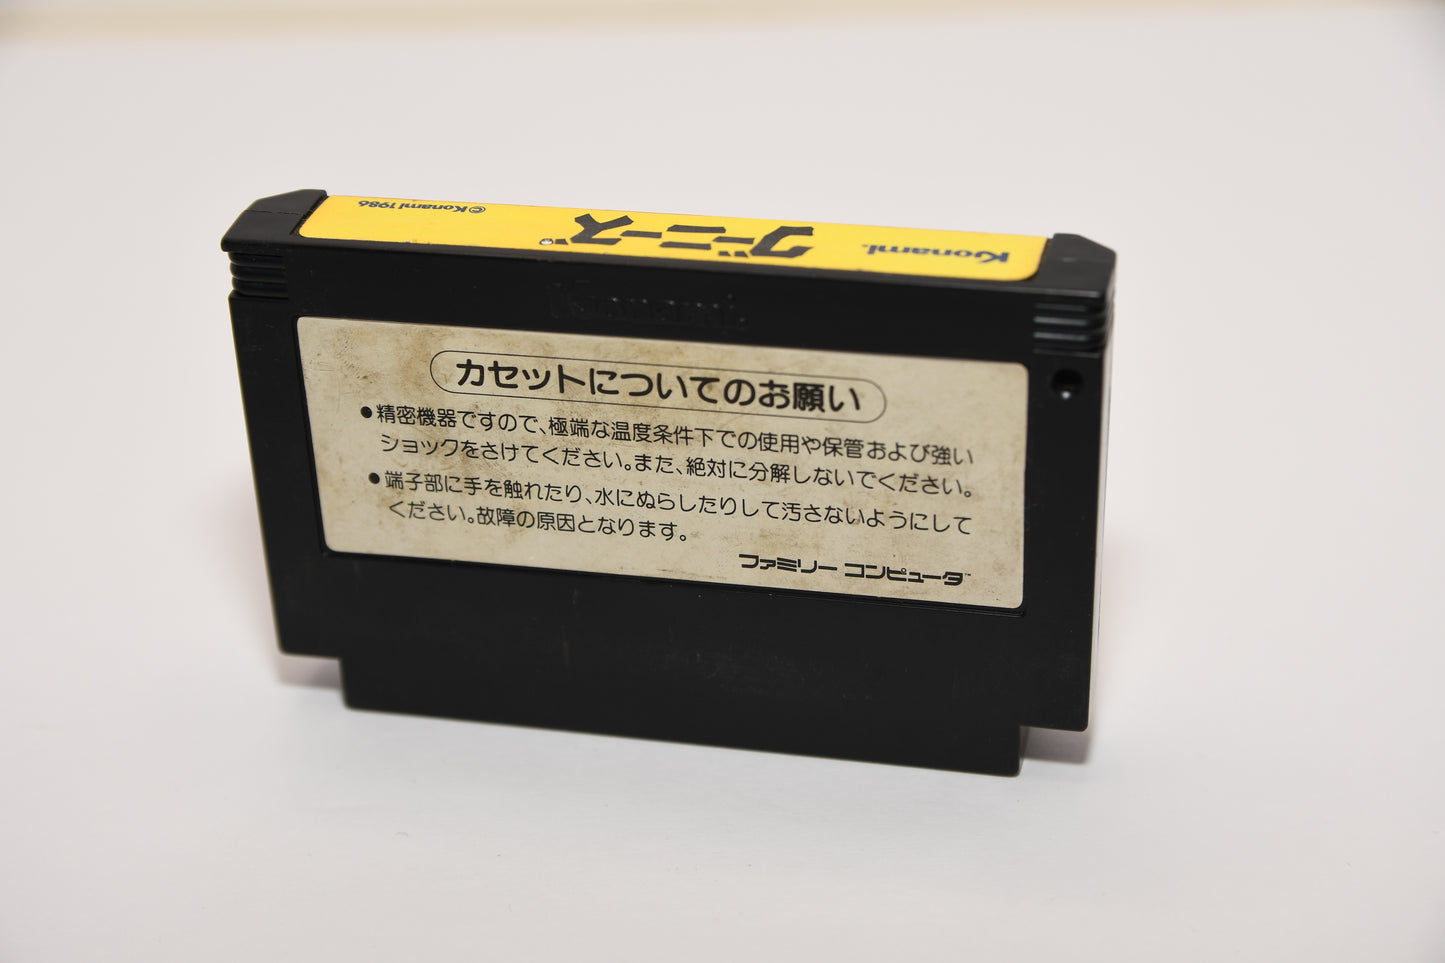 Konami
グーニーズ
©Konami 1986
Konami
カセットについてのお願い
●精密機器ですので、極端な温度条件下での使用や保管および強い
ショックをさけてください。また、絶対に分解しないでください。
●端子部に手を触れたり、水にぬらしたりして汚さないようにして
ください。故障の原因となります。
ファミリー コンピュータ™